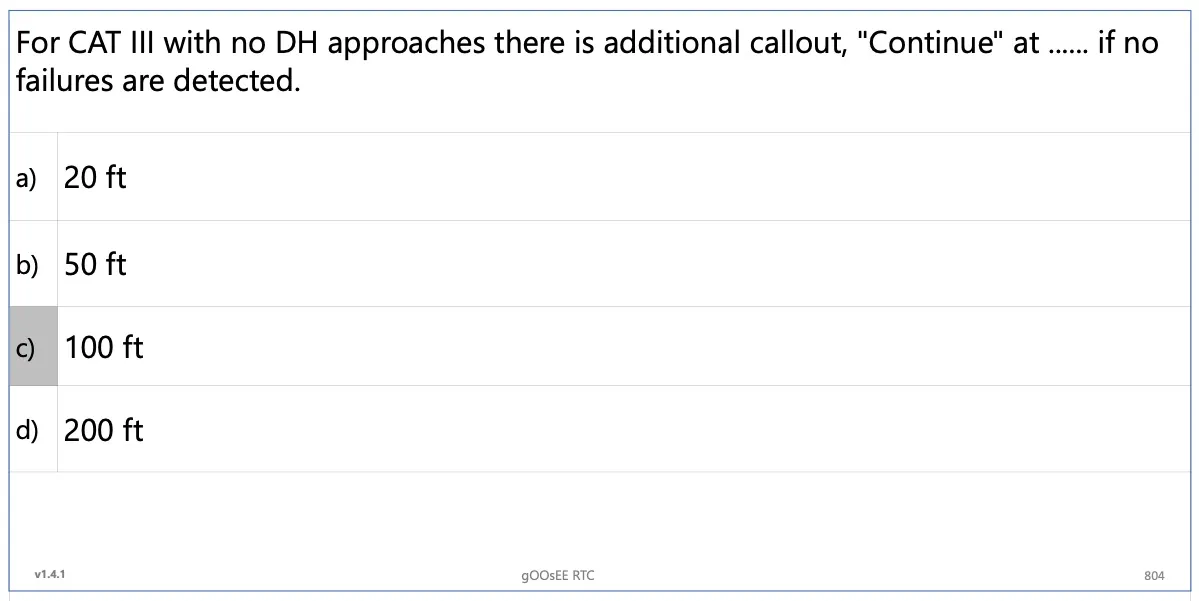 For CAT III with no DH approaches there is additional callout, "Continue" at ...... if no
failures are detected.
a) 20 ft
b) 50 ft
c) 100 ft
d) 200 ft
v1.4.1 gOOsEE RTC 804